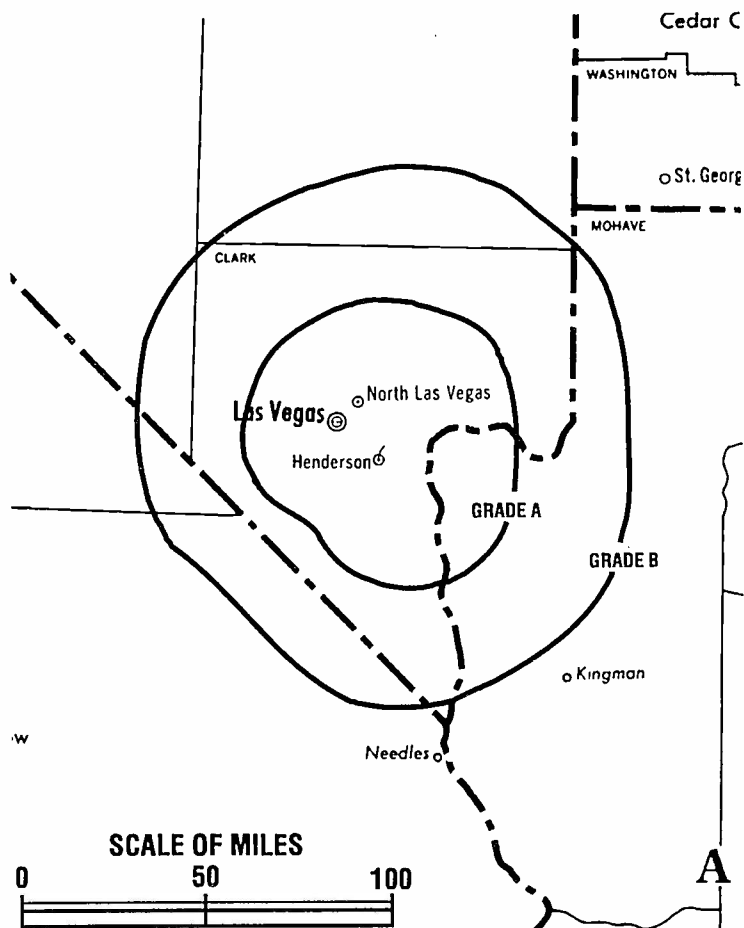 Cedar C
WASHINGTON
St. Georg
MOHAVE
CLARK
North Las Vegas
Las Vegas
Henderson
GRADE A
GRADE B
Kingman
w
Needles
SCALE OF MILES
0 50 100
A